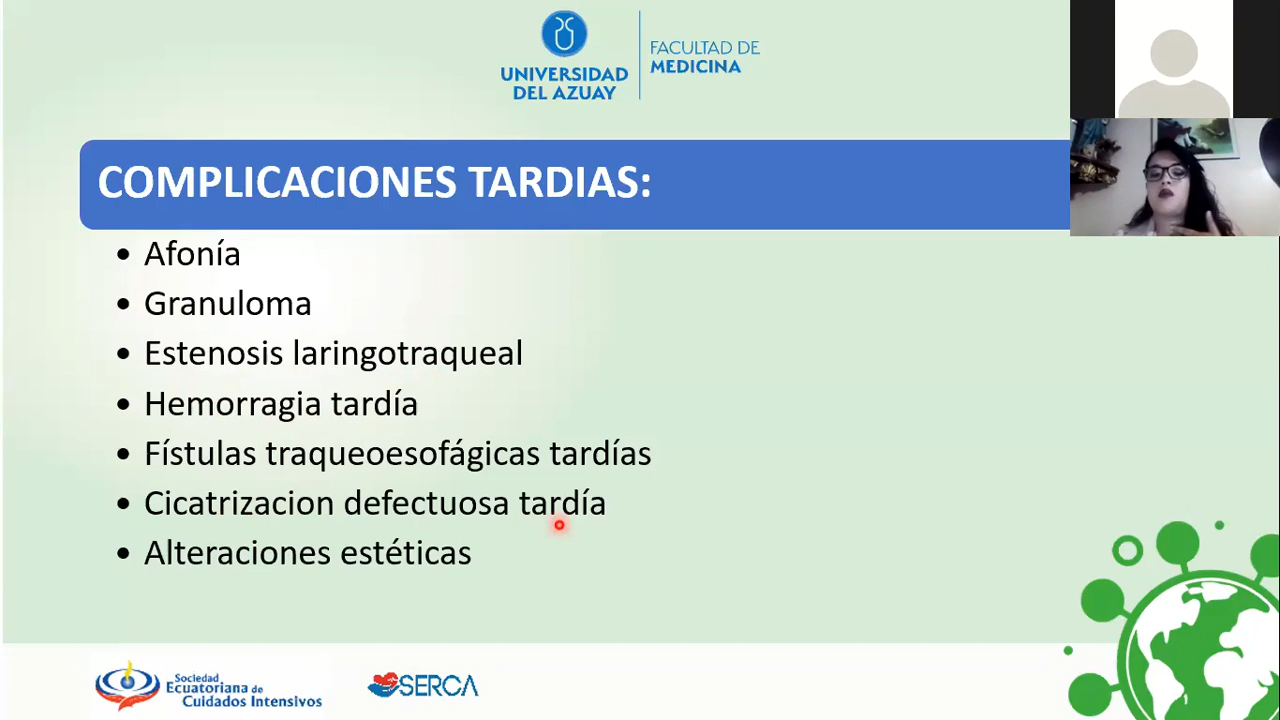 UNIVERSIDAD
DEL AZUAY
FACULTAD DE
MEDICINA
COMPLICACIONES TARDIAS:
• Afonía
• Granuloma
• Estenosis laringotraqueal
• Hemorragia tardía
• Fístulas traqueoesofágicas tardías
• Cicatrizacion defectuosa tardía
• Alteraciones estéticas
Sociedad
Ecuatoriana de
Cuidados Intensivos
SERCA